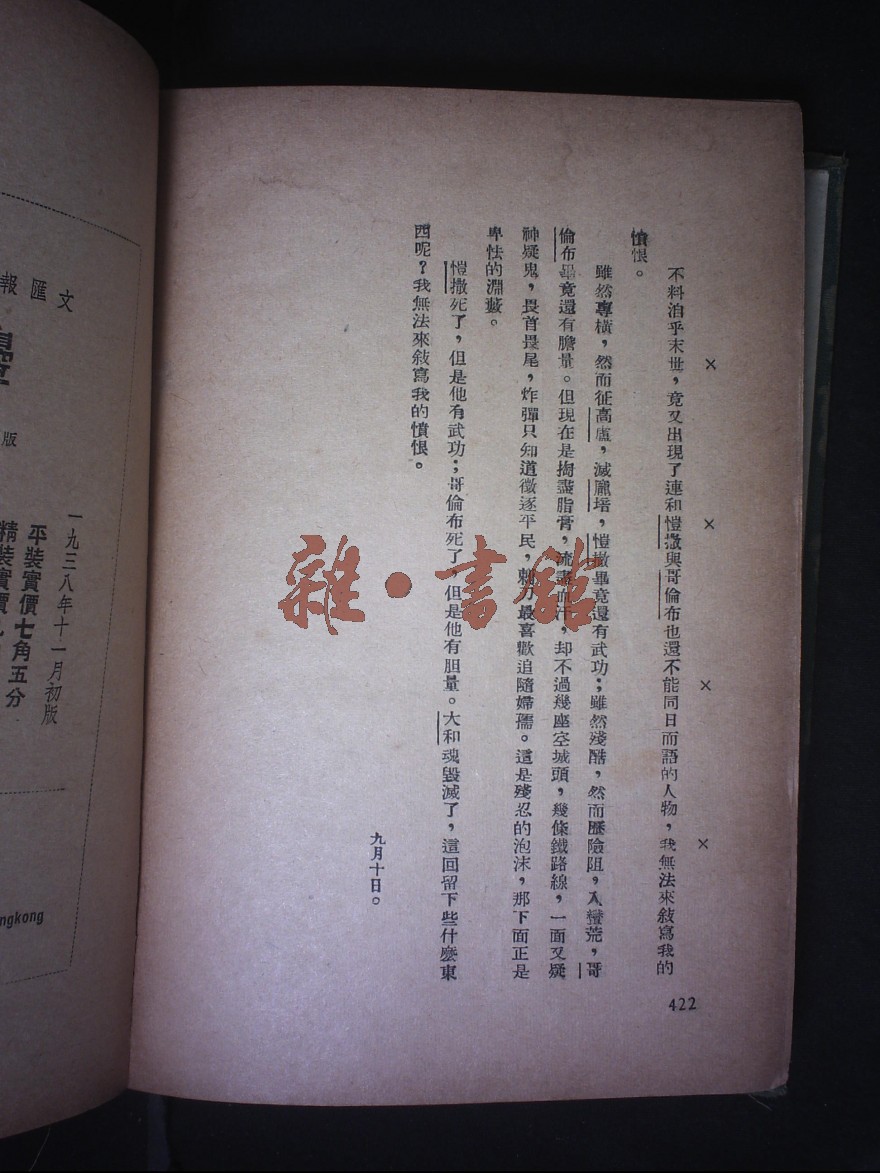 × × × ×
不料洎乎末世，竟又出現了連和愷撒與哥倫布也還不能同日而語的人物，我無法來敍寫我的
憤恨。
雖然專橫，然而征高盧，滅龐培，愷撒畢竟還有武功；雖然殘酷，然而歷險阻，入蠻荒，哥
倫布畢竟還有膽量。但現在是搾盡脂膏，流盡血汗，却不過幾座空城頭，幾條鐵路線，一面又疑
神疑鬼，畏首畏尾，炸彈只知道徵逐平民，刺刀最喜歡追隨婦孺。這是殘忍的泡沫，那下面正是
卑怯的淵藪。
愷撒死了，但是他有武功；哥倫布死了，但是他有胆量。大和魂毀滅了，這回留下些什麼東
西呢？我無法來敍寫我的憤恨。
九月十日。
422
雜·書館
文匯報
版
一九三八年十一月初版
平裝實價七角五分
精裝實價
ngkong